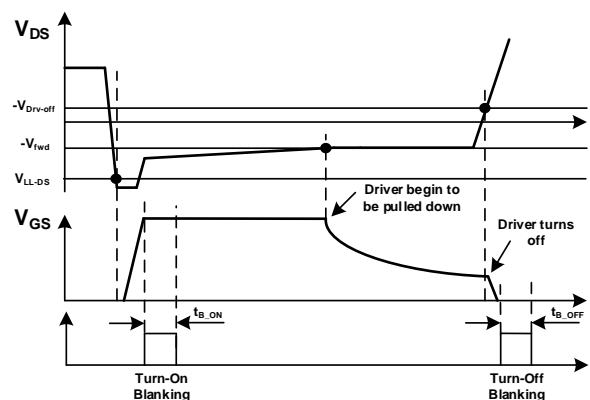 VDS
-VDrv-off
-Vfwd
VLL-DS
Driver begin to
be pulled down
VGS
Driver turns
off
tB_ON
tB_OFF
Turn-On
Blanking
Turn-Off
Blanking